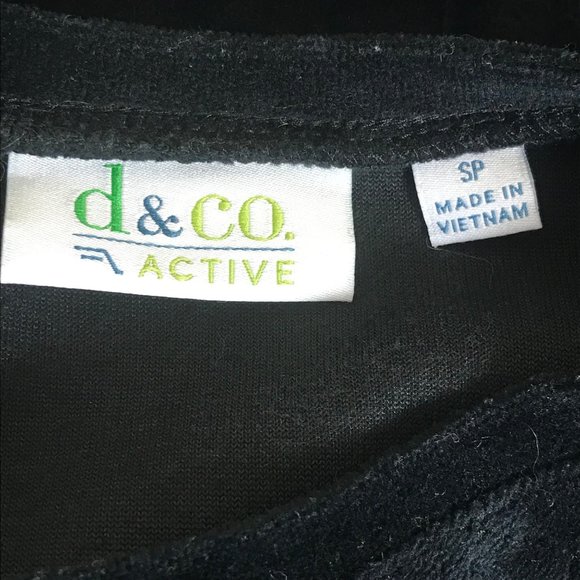 d & co.
ACTIVE
SP
MADE IN
VIETNAM